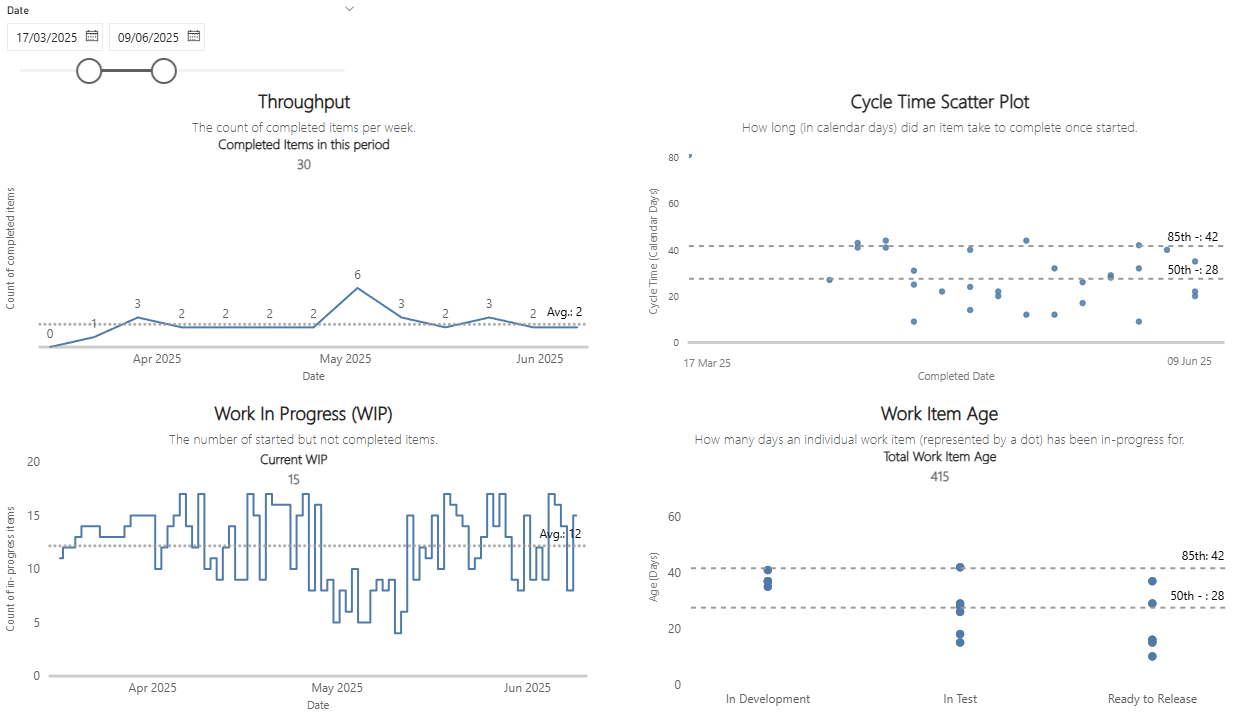 Date
17/03/2025 09/06/2025
Throughput
The count of completed items per week.
Completed Items in this period
30
Count of completed items
0 1 3 2 2 2 2 6 3 2 3 2
Avg.: 2
Apr 2025 May 2025 Jun 2025
Date
Cycle Time Scatter Plot
How long (in calendar days) did an item take to complete once started.
Cycle Time (Calendar Days)
80
60
40
20
0
85th -: 42
50th -: 28
17 Mar 25 09 Jun 25
Completed Date
Work In Progress (WIP)
The number of started but not completed items.
Current WIP
15
Count of in-progress items
20
15
10
5
0
Avg.: 12
Apr 2025 May 2025 Jun 2025
Date
Work Item Age
How many days an individual work item (represented by a dot) has been in-progress for.
Total Work Item Age
415
Age (Days)
60
40
20
0
85th: 42
50th - : 28
In Development In Test Ready to Release